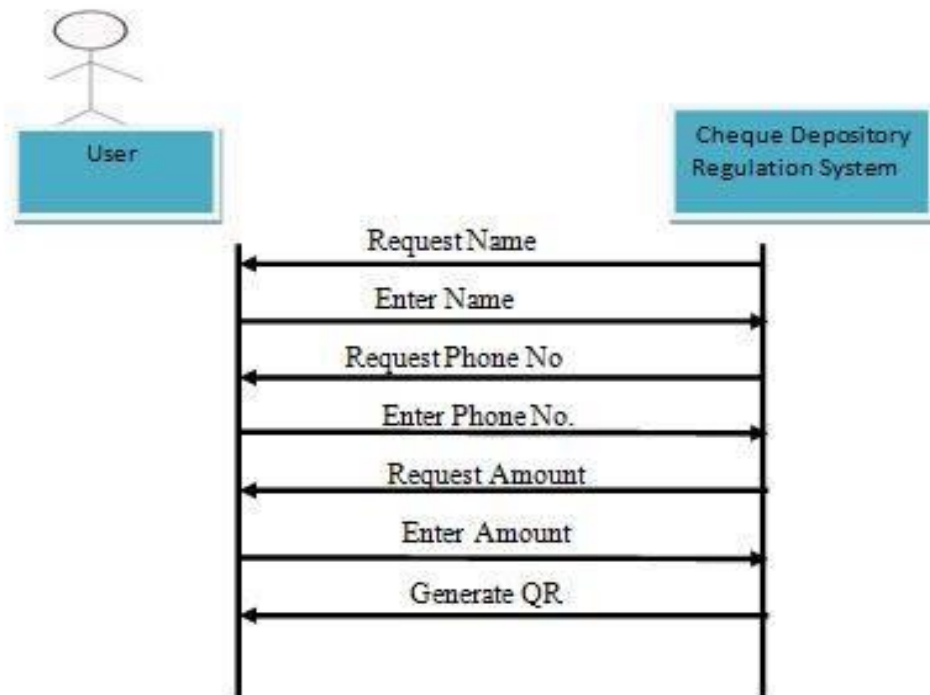 User
Cheque Depository
Regulation System
Request Name
Enter Name
Request Phone No
Enter Phone No.
Request Amount
Enter Amount
Generate QR